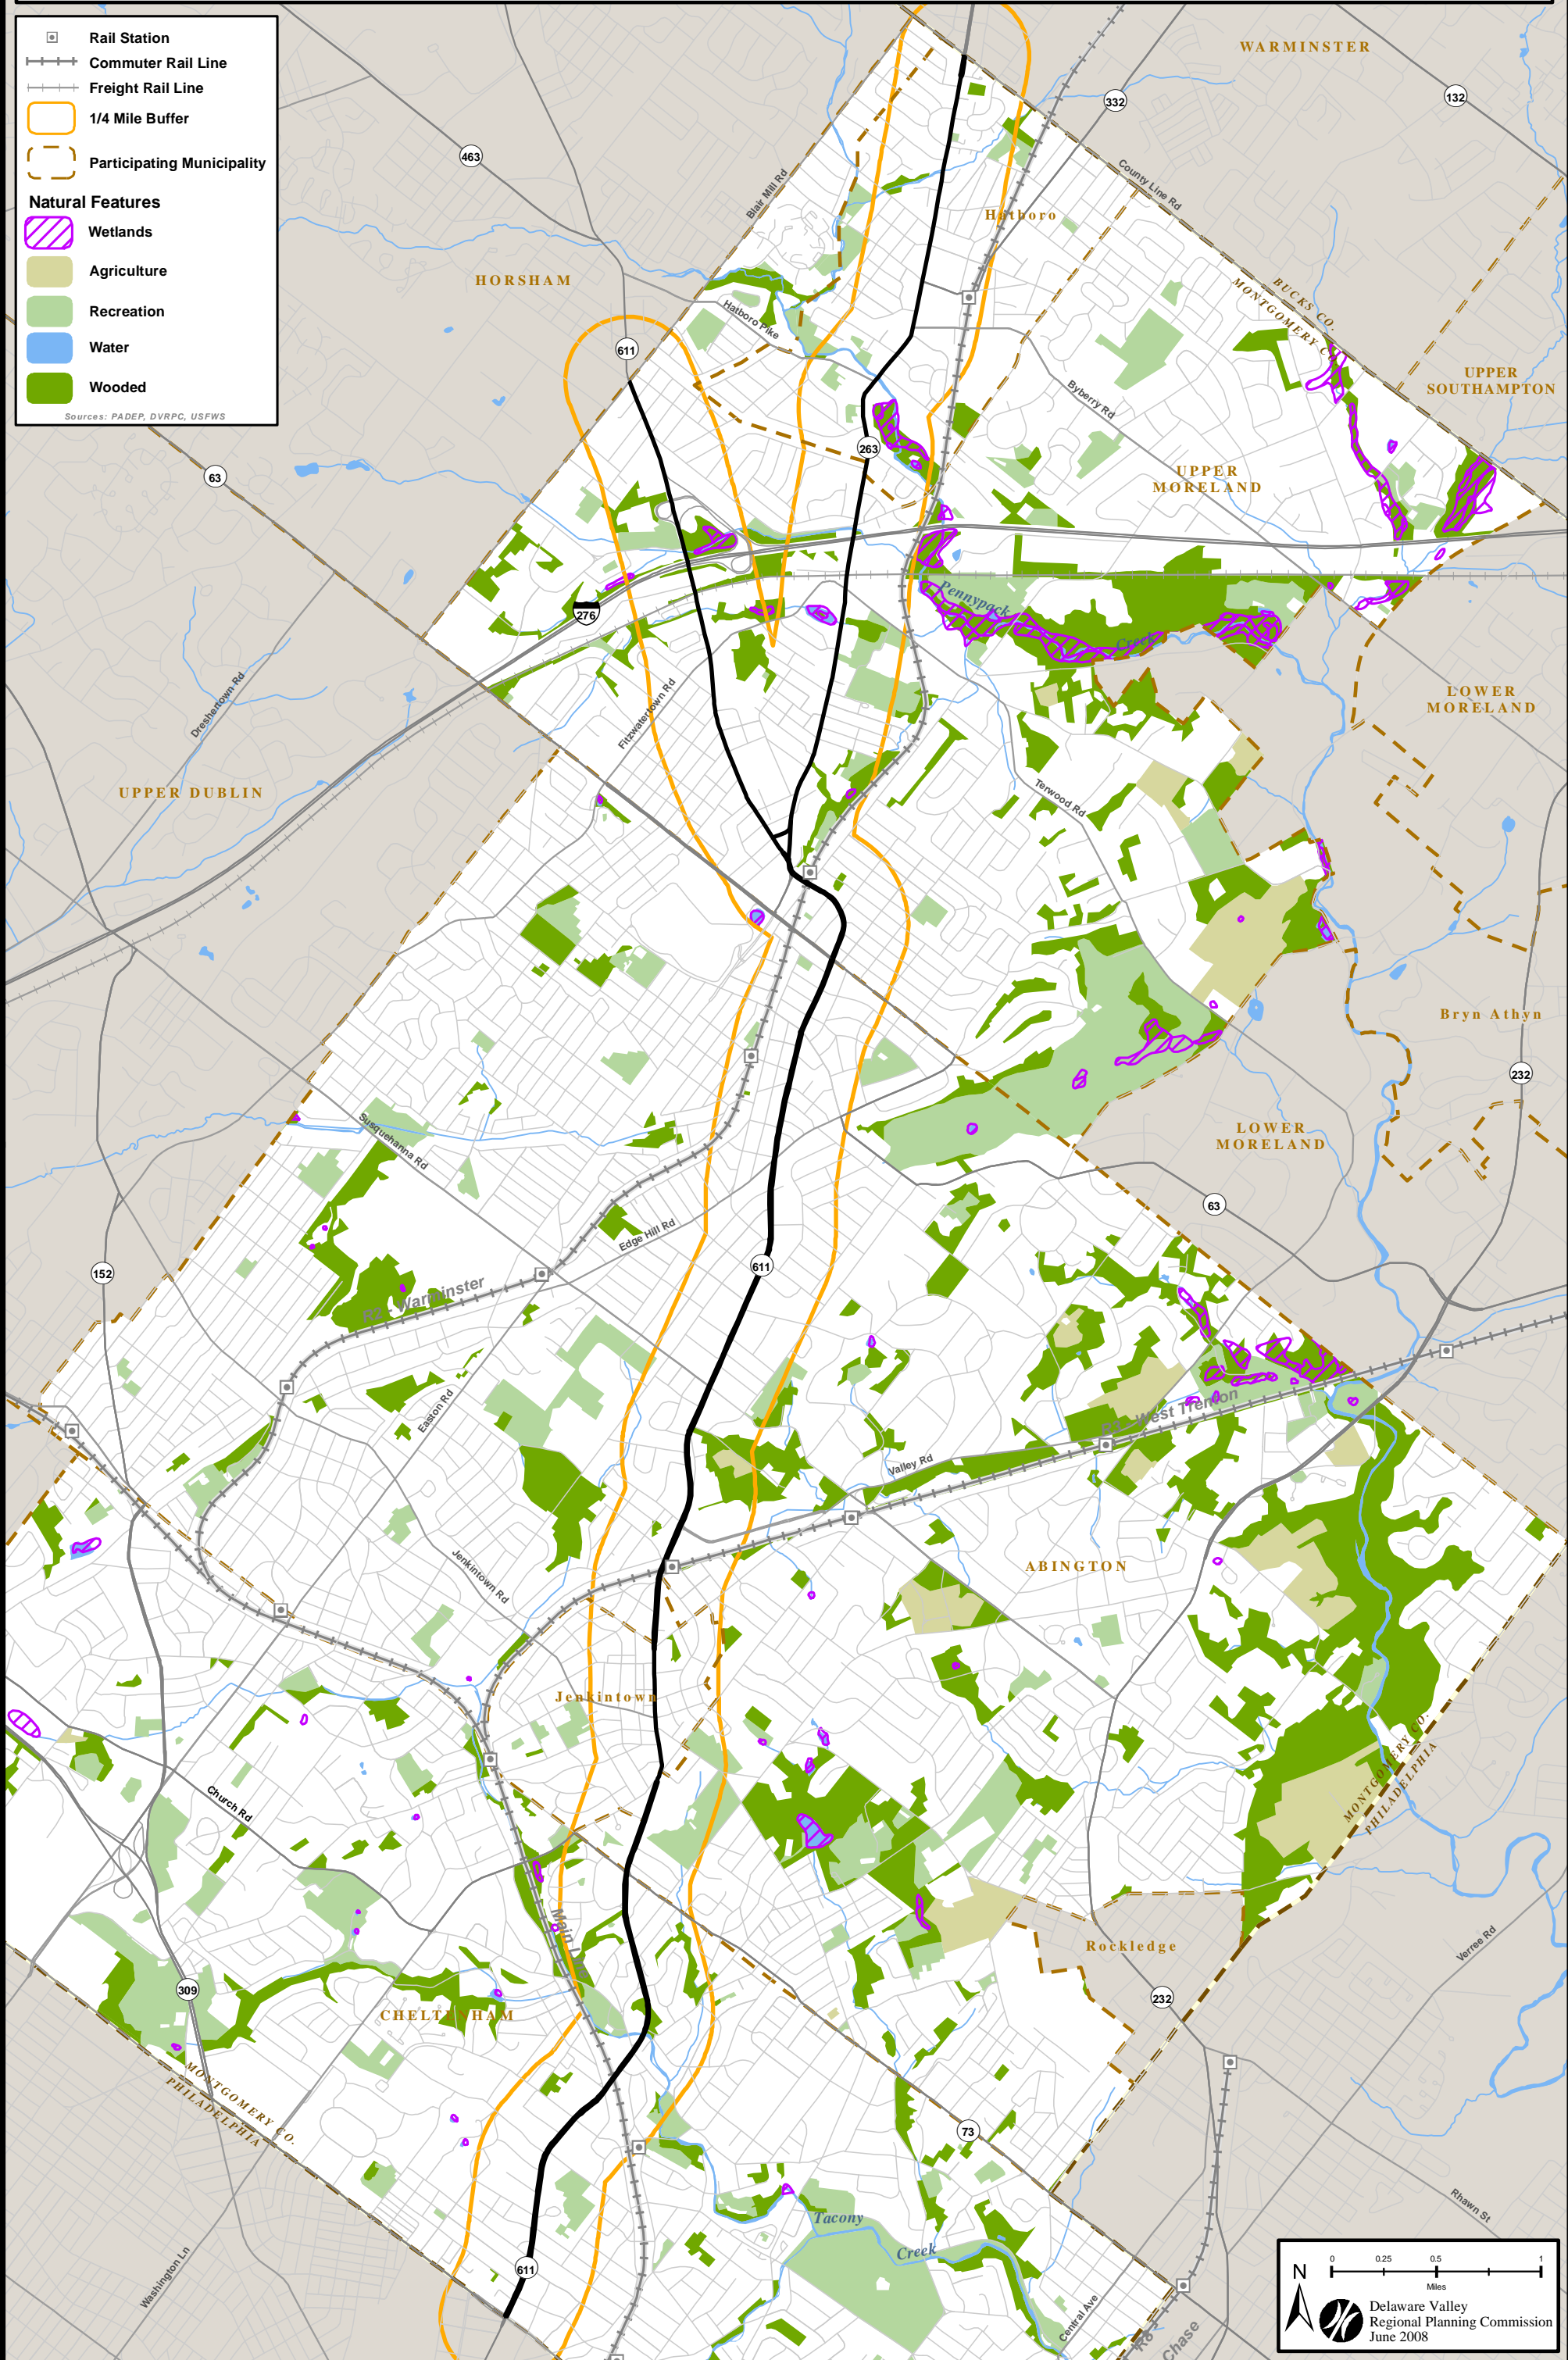 Rail Station
Commuter Rail Line
Freight Rail Line
1/4 Mile Buffer
Participating Municipality
Natural Features
Wetlands
Agriculture
Recreation
Water
Wooded
Sources: PADEP, DVRPC, USFWS
WARMINSTER
132
332
463
County Line Rd
Blair Mill Rd
Hatboro
HORSHAM
BUCKS CO.
MONTGOMERY CO.
Hatboro Pike
611
UPPER
SOUTHAMPTON
Byberry Rd
263
63
UPPER
MORELAND
276
Pennypack
Creek
Dreshertown Rd
LOWER
MORELAND
Fitzwatertown Rd
UPPER DUBLIN
Terwood Rd
Bryn Athyn
232
Susquehanna Rd
LOWER
MORELAND
63
Edge Hill Rd
611
152
R2 - Warminster
Easton Rd
R3 - West Trenton
Valley Rd
ABINGTON
Jenkintown Rd
Jenkintown
MONTGOMERY CO.
PHILADELPHIA
Church Rd
Main Line
Rockledge
Verree Rd
309
232
CHELTENHAM
MONTGOMERY CO.
PHILADELPHIA
73
Rhawn St
Tacony
Creek
Washington Ln
611
Central Ave
R8
Chase
N
0 0.25 0.5 1
Miles
Delaware Valley
Regional Planning Commission
June 2008